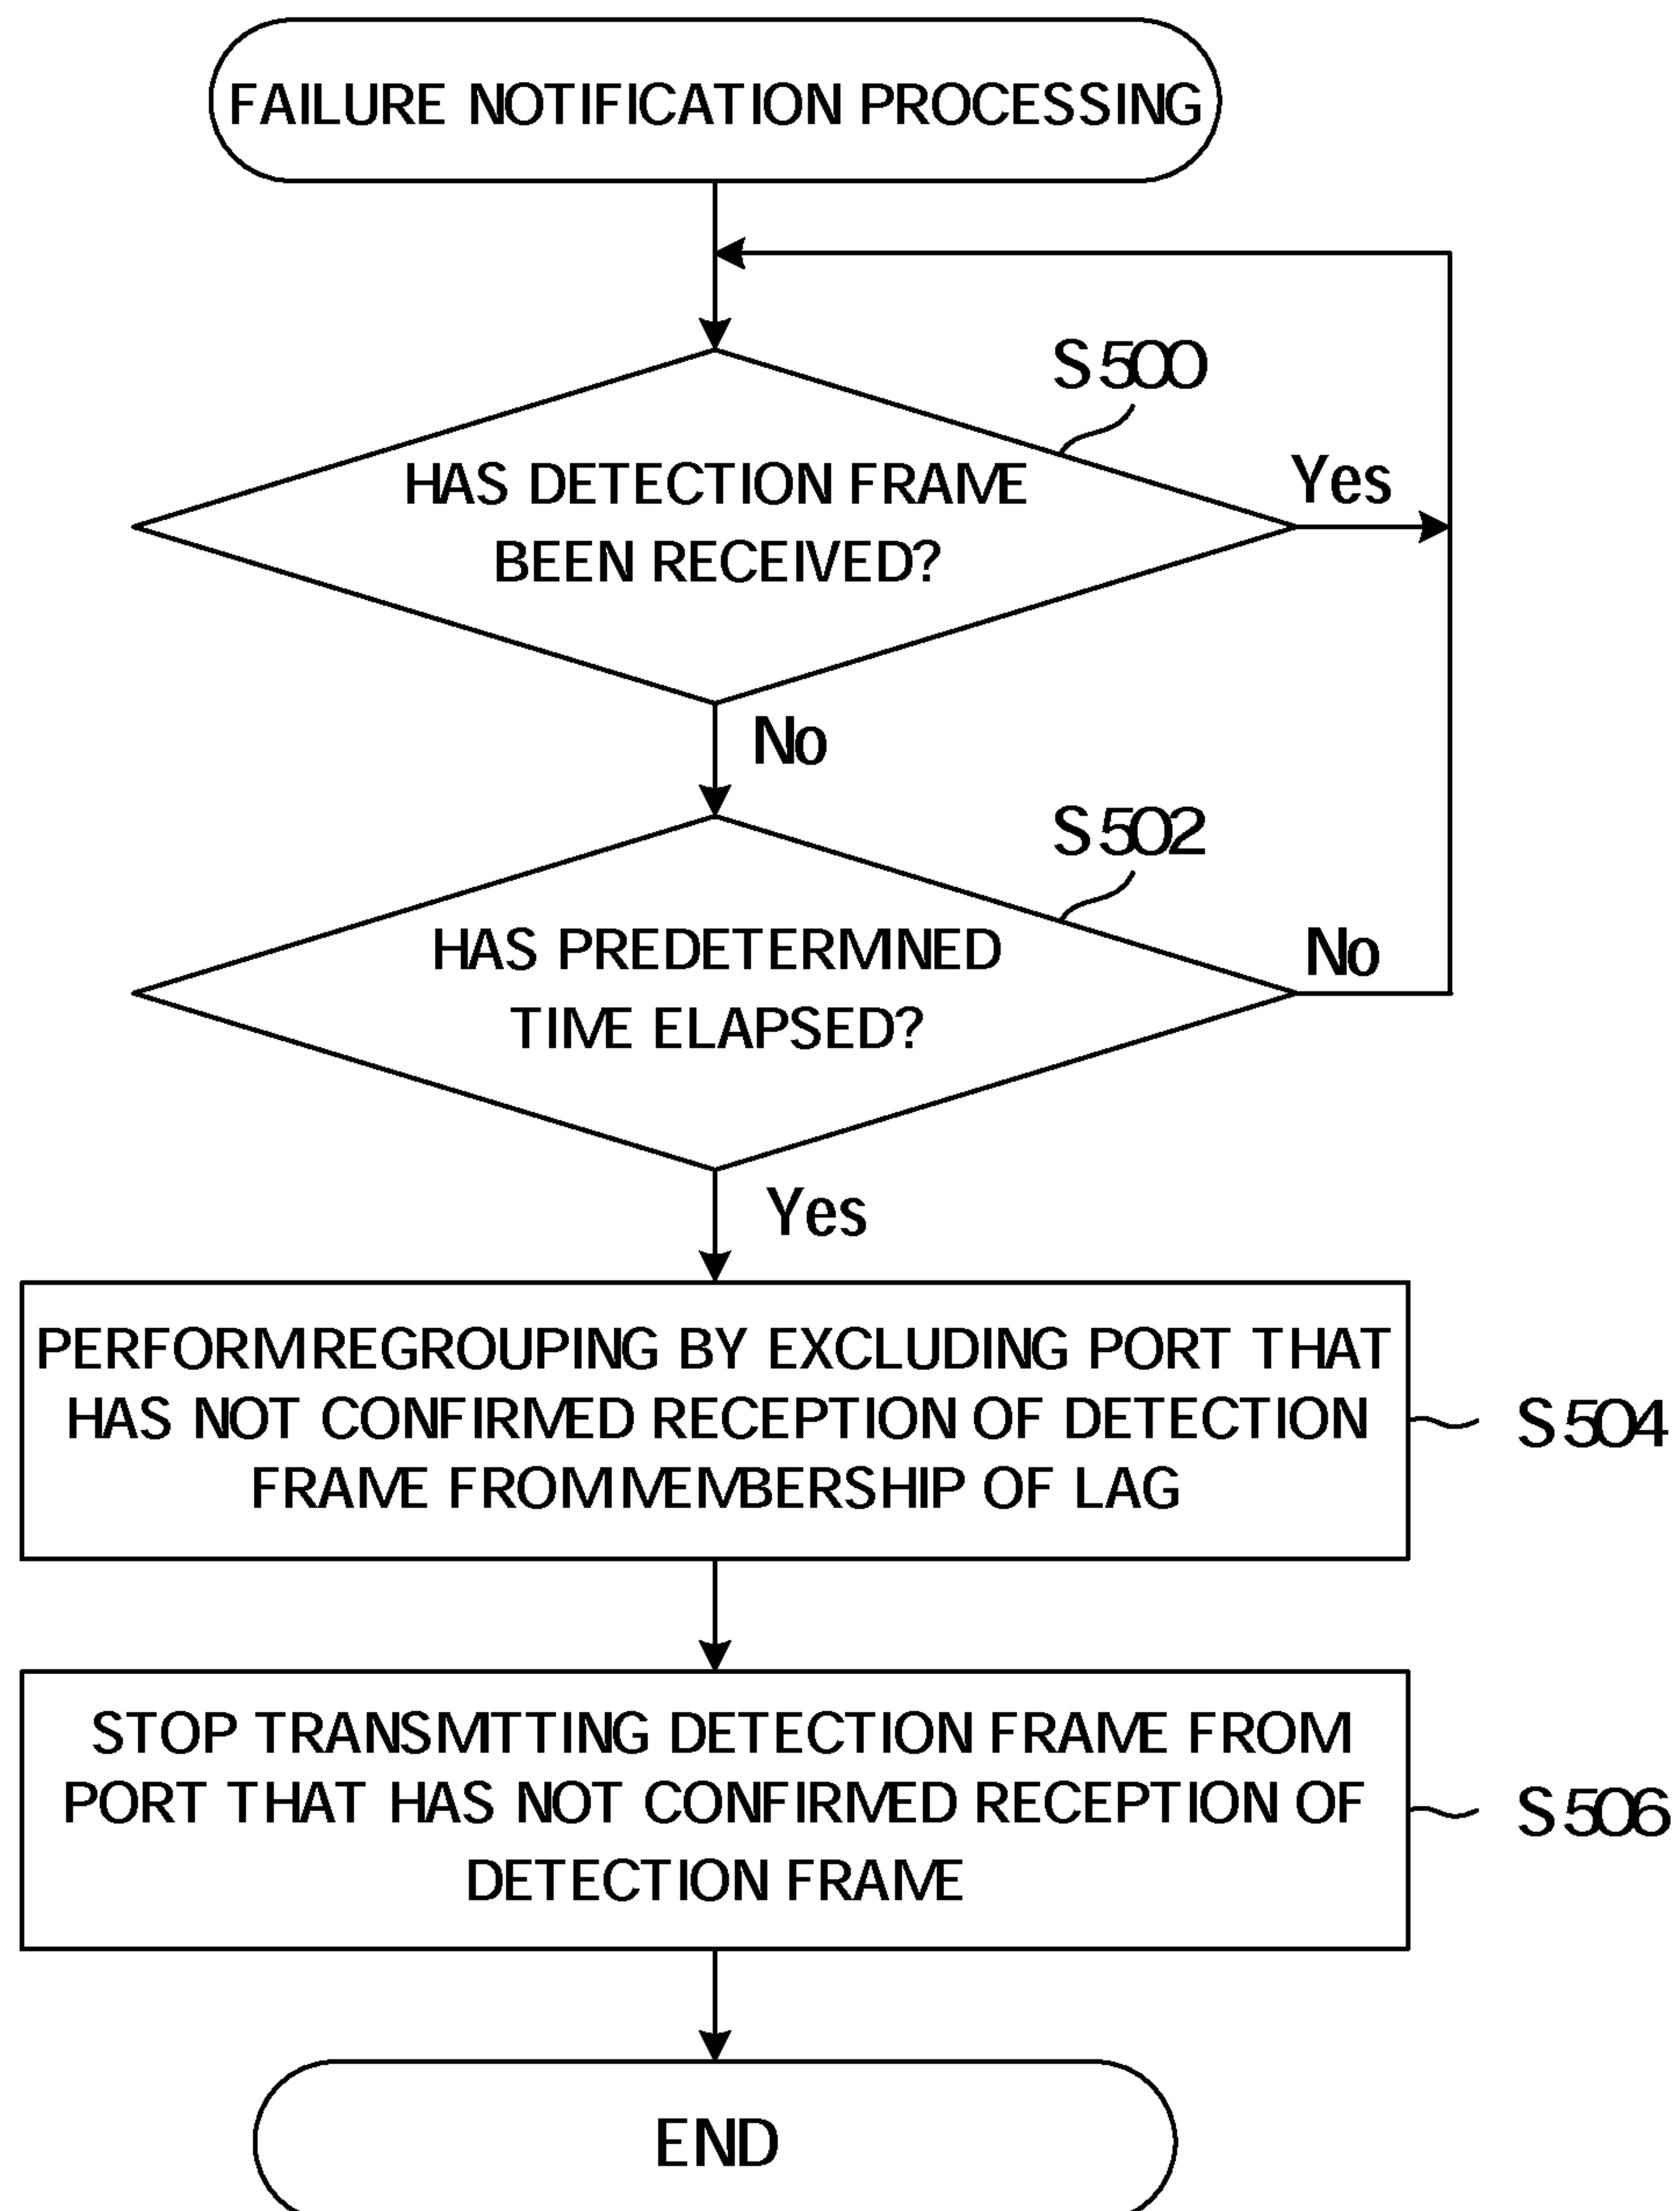 FAILURE NOTIFICATION PROCESSING
S500
HAS DETECTION FRAME
BEEN RECEIVED?
Yes
No
S502
HAS PREDETERMINED
TIME ELAPSED?
No
Yes
PERFORM REGROUPING BY EXCLUDING PORT THAT
HAS NOT CONFIRMED RECEPTION OF DETECTION
FRAME FROM MEMBERSHIP OF LAG
S504
STOP TRANSMITTING DETECTION FRAME FROM
PORT THAT HAS NOT CONFIRMED RECEPTION OF
DETECTION FRAME
S506
END